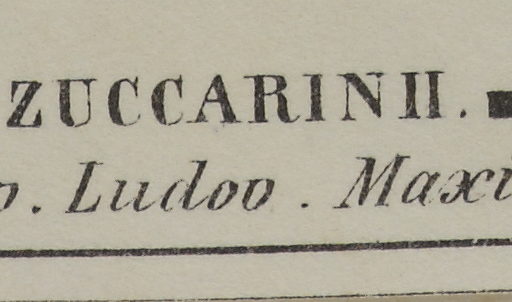 ZUCCARINII.
. Ludov. Maxi